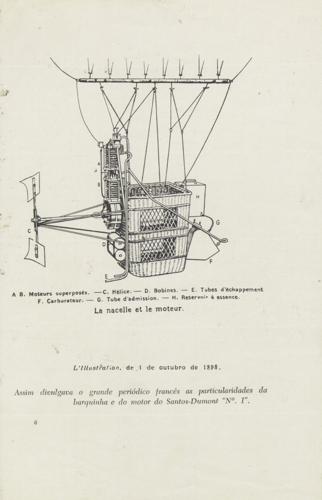 A
B
C
D
E
F
G
H
A B. Moteurs superposés. — C. Hélice. — D. Bobines. — E. Tubes d'échappement
F. Carburateur. — G. Tube d'admission. — H. Reservoir à essence.
La nacelle et le moteur.
L'Illustration, de 1 de outubro de 1898.
Assim divulgava o grande periódico francés as particularidades da
barquinha e do motor do Santos-Dumont "Nº. 1".
6